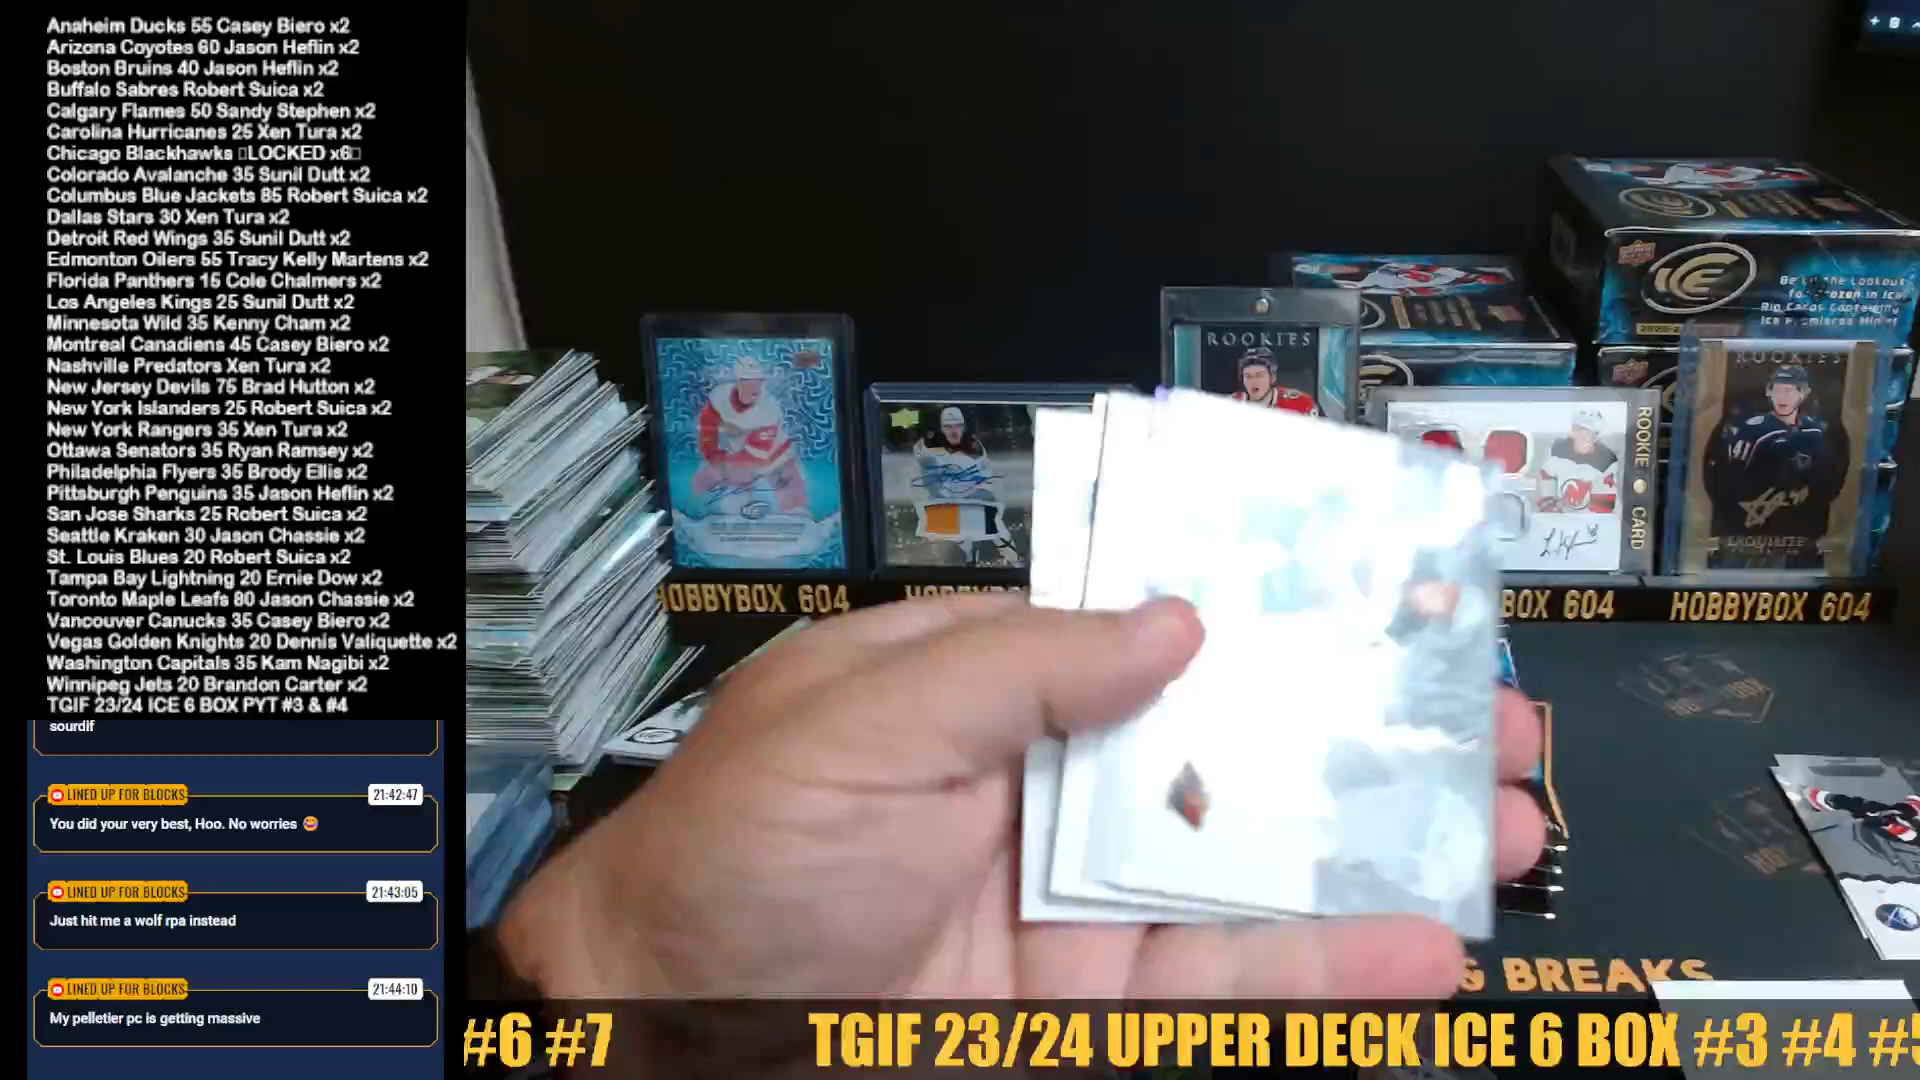 Anaheim Ducks 55 Casey Biero x2
Arizona Coyotes 60 Jason Heflin x2
Boston Bruins 40 Jason Heflin x2
Buffalo Sabres Robert Suica x2
Calgary Flames 50 Sandy Stephen x2
Carolina Hurricanes 25 Xen Tura x2
Chicago Blackhawks ▯LOCKED x6▯
Colorado Avalanche 35 Sunil Dutt x2
Columbus Blue Jackets 85 Robert Suica x2
Dallas Stars 30 Xen Tura x2
Detroit Red Wings 35 Sunil Dutt x2
Edmonton Oilers 55 Tracy Kelly Martens x2
Florida Panthers 15 Cole Chalmers x2
Los Angeles Kings 25 Sunil Dutt x2
Minnesota Wild 35 Kenny Cham x2
Montreal Canadiens 45 Casey Biero x2
Nashville Predators Xen Tura x2
New Jersey Devils 75 Brad Hutton x2
New York Islanders 25 Robert Suica x2
New York Rangers 35 Xen Tura x2
Ottawa Senators 35 Ryan Ramsey x2
Philadelphia Flyers 35 Brody Ellis x2
Pittsburgh Penguins 35 Jason Heflin x2
San Jose Sharks 25 Robert Suica x2
Seattle Kraken 30 Jason Chassie x2
St. Louis Blues 20 Robert Suica x2
Tampa Bay Lightning 20 Ernie Dow x2
Toronto Maple Leafs 80 Jason Chassie x2
Vancouver Canucks 35 Casey Biero x2
Vegas Golden Knights 20 Dennis Valiquette x2
Washington Capitals 35 Kam Nagibi x2
Winnipeg Jets 20 Brandon Carter x2
TGIF 23/24 ICE 6 BOX PYT #3 & #4
sourdif
LINED UP FOR BLOCKS 21:42:47
You did your very best, Hoo. No worries 😂
LINED UP FOR BLOCKS 21:43:05
Just hit me a wolf rpa instead
LINED UP FOR BLOCKS 21:44:10
My pelletier pc is getting massive
ICE
ROOKIES
ROOKIES
ROOKIE CARD
EXQUISITE
HOBBYBOX 604
BOX 604
HOBBYBOX 604
BREAKS
#6 #7 TGIF 23/24 UPPER DECK ICE 6 BOX #3 #4